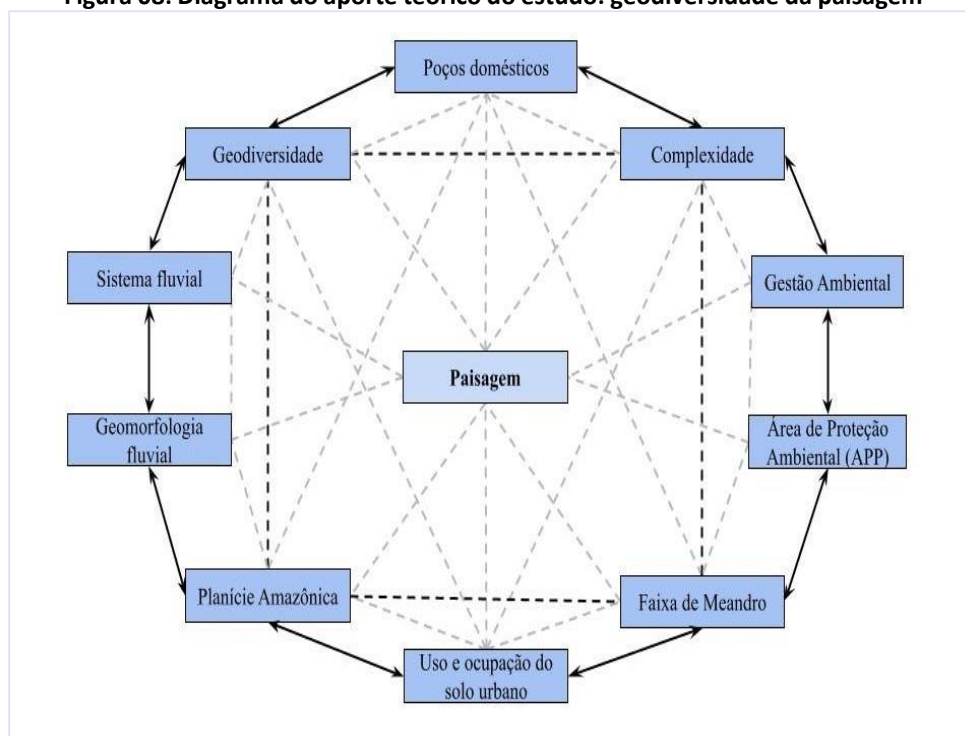 Figura 08: Diagrama do aporte teórico do estudo: geodiversidade da paisagem
Poços domésticos
Geodiversidade
Complexidade
Sistema fluvial
Gestão Ambiental
Paisagem
Geomorfologia
fluvial
Área de Proteção
Ambiental (APP)
Planície Amazônica
Faixa de Meandro
Uso e ocupação do
solo urbano